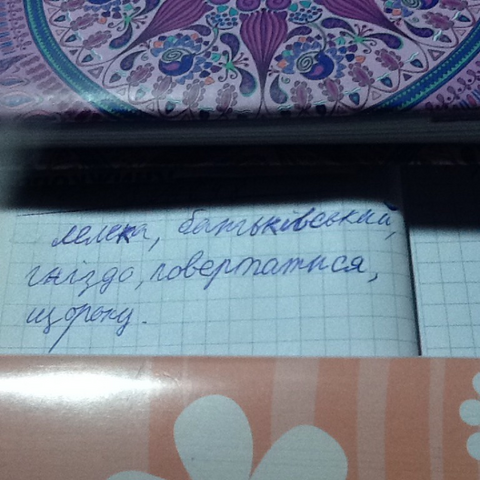 лелека, батьківський,
гніздо, повертатися,
щороку.